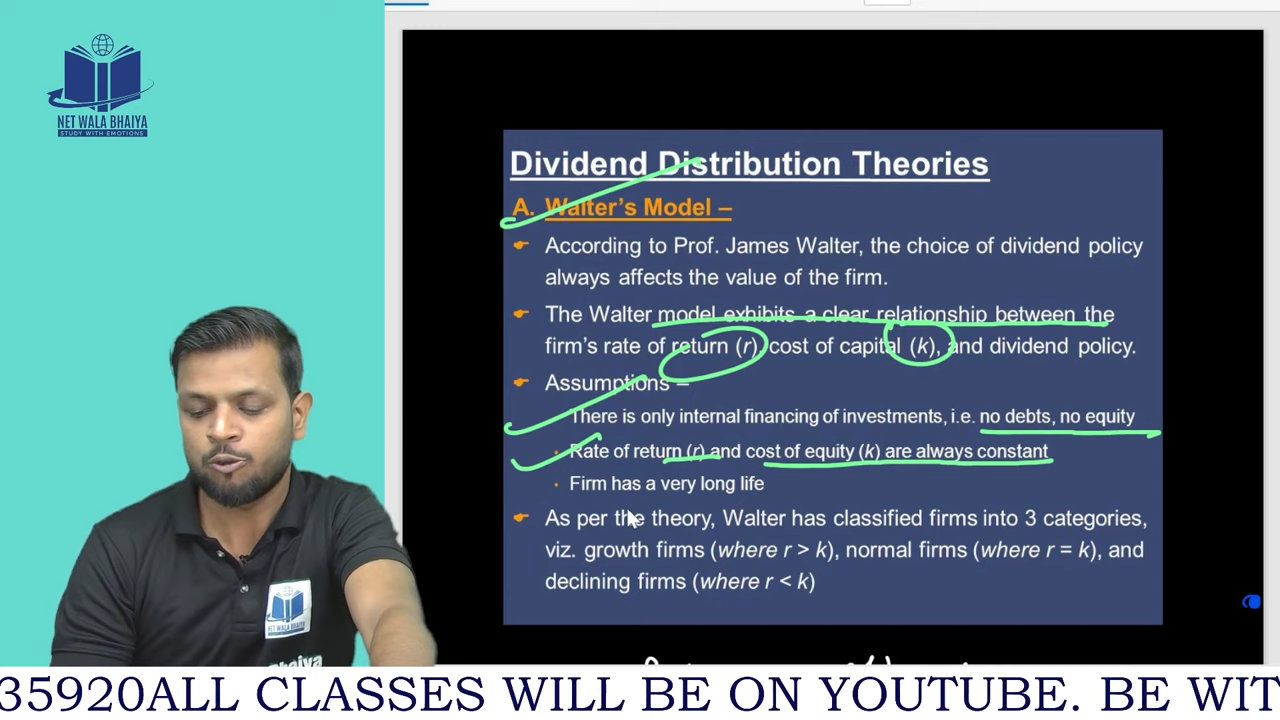 NET WALA BHAIYA
STUDY WITH EMOTIONS
Dividend Distribution Theories
A. Walter's Model –
According to Prof. James Walter, the choice of dividend policy
always affects the value of the firm.
The Walter model exhibits a clear relationship between the
firm's rate of return (r), cost of capital (k), and dividend policy.
Assumptions –
There is only internal financing of investments, i.e. no debts, no equity
Rate of return (r) and cost of equity (k) are always constant
Firm has a very long life
As per the theory, Walter has classified firms into 3 categories,
viz. growth firms (where r > k), normal firms (where r = k), and
declining firms (where r < k)
NET WALA BHAIYA
Bhaiya
35920ALL CLASSES WILL BE ON YOUTUBE. BE WIT